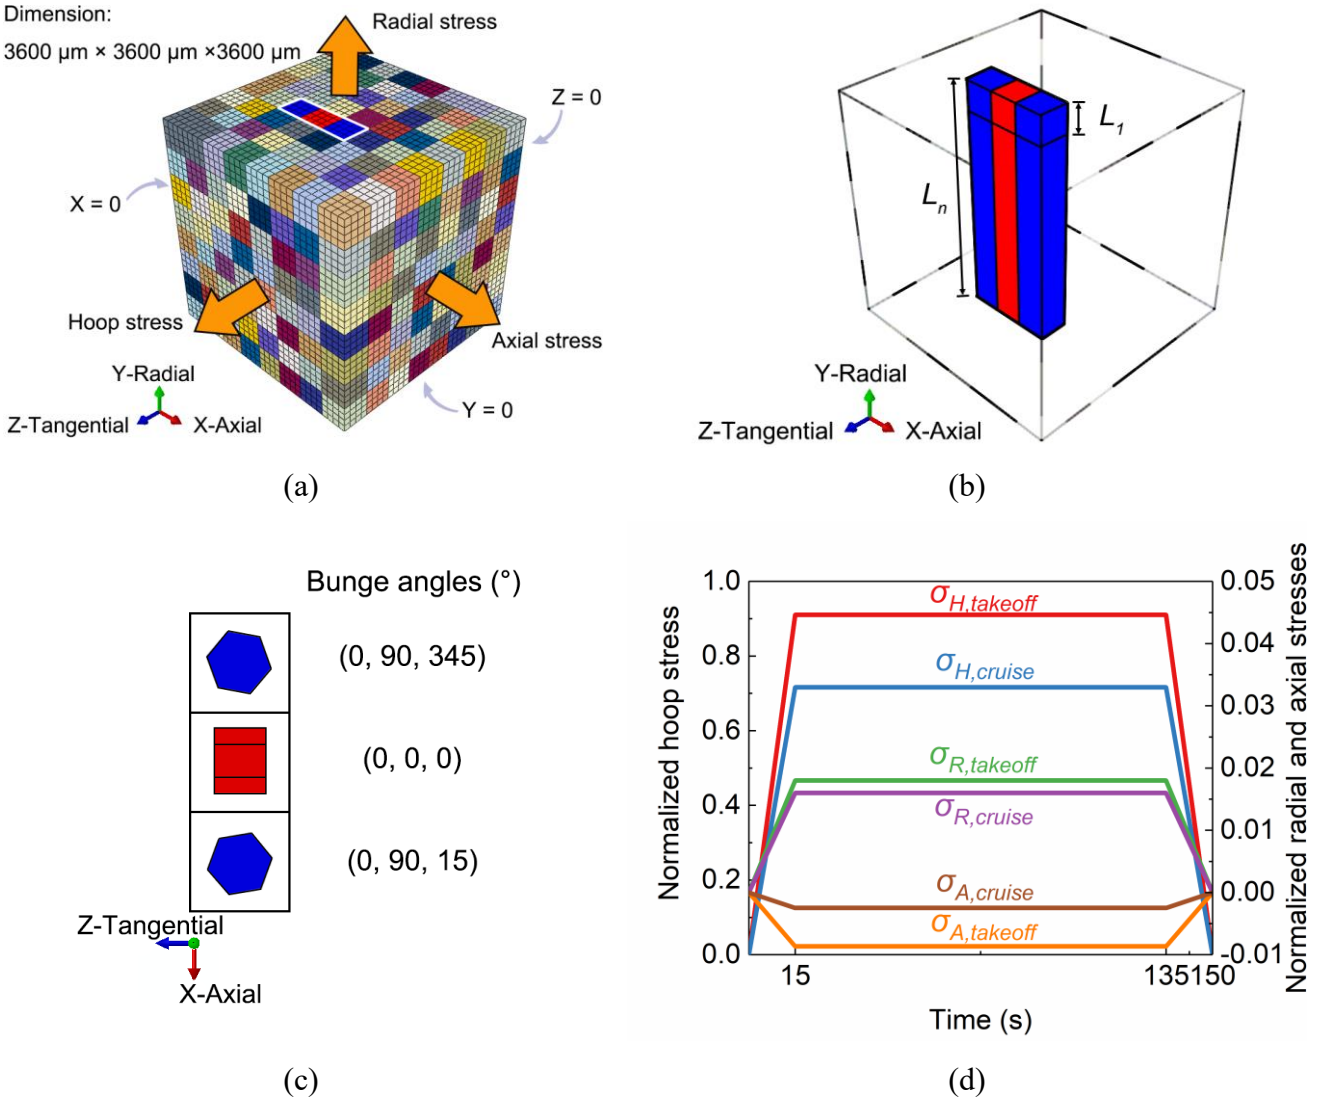 Dimension:
3600 μm × 3600 μm ×3600 μm
Radial stress
Z = 0
X = 0
Hoop stress
Axial stress
Y-Radial
Z-Tangential
X-Axial
Y = 0
(a)
L1
Ln
Y-Radial
Z-Tangential
X-Axial
(b)
Bunge angles (°)
(0, 90, 345)
(0, 0, 0)
(0, 90, 15)
Z-Tangential
X-Axial
(c)
Normalized hoop stress
1.0
0.8
0.6
0.4
0.2
0.0
σH,takeoff
σH,cruise
σR,takeoff
σR,cruise
σA,cruise
σA,takeoff
0.05
0.04
0.03
0.02
0.01
0.00
-0.01
Normalized radial and axial stresses
15
135150
Time (s)
(d)